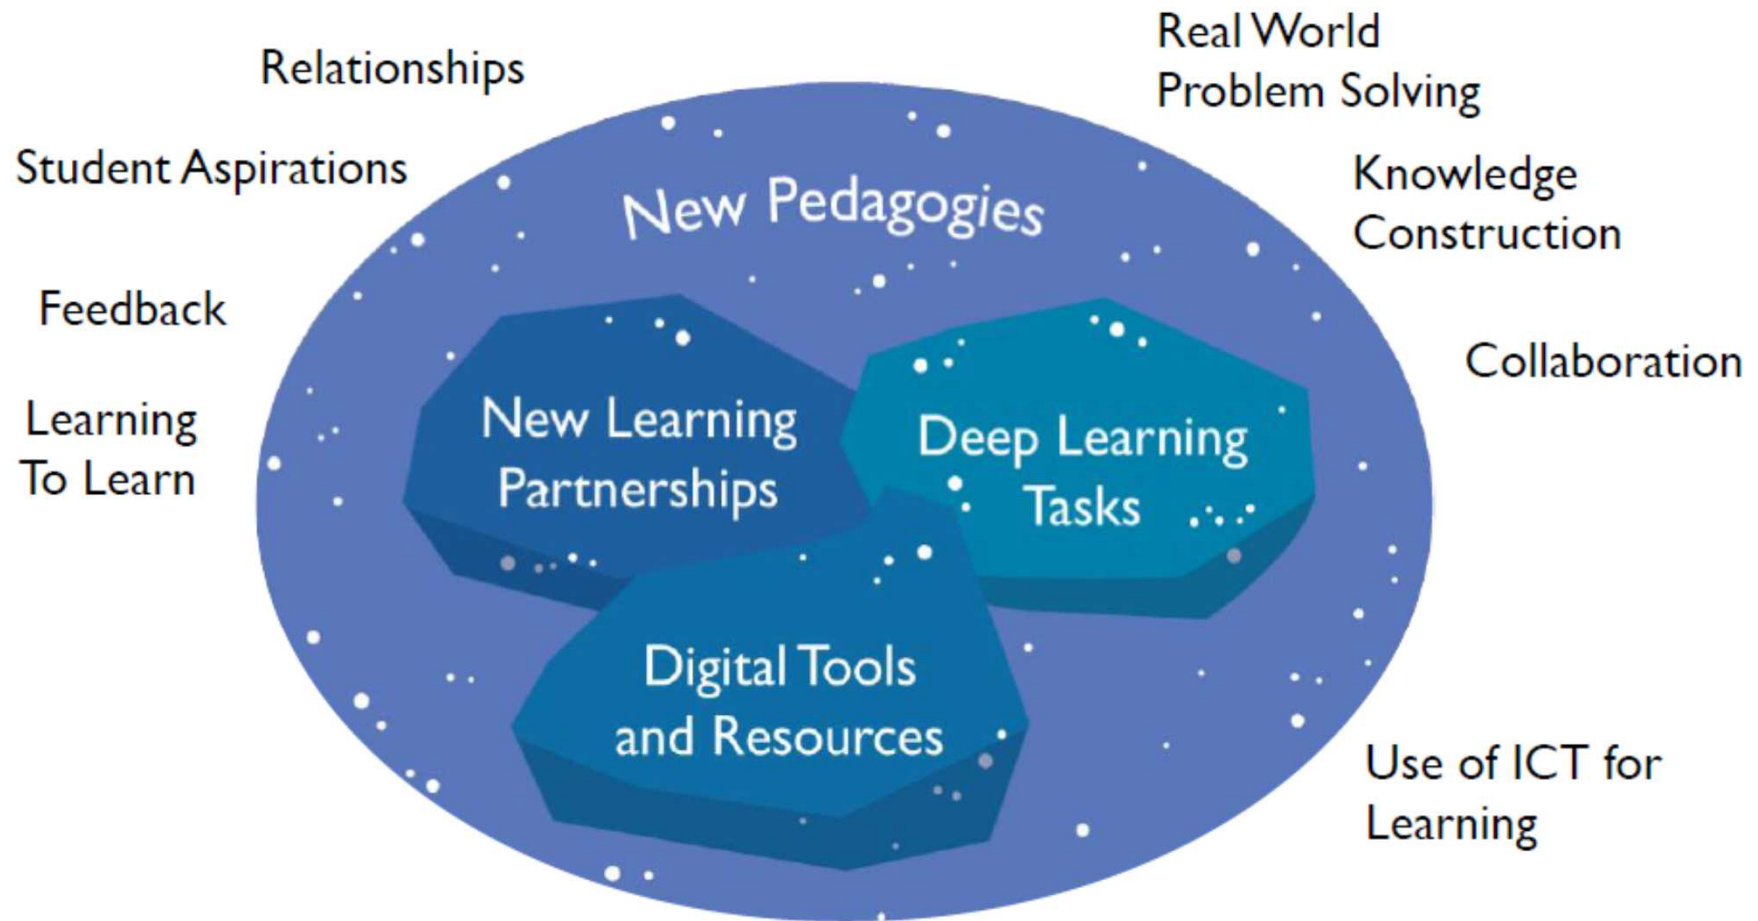 Relationships
Student Aspirations
Feedback
Learning
To Learn
Real World
Problem Solving
Knowledge
Construction
Collaboration
Use of ICT for
Learning
New Pedagogies
New Learning
Partnerships
Deep Learning
Tasks
Digital Tools
and Resources